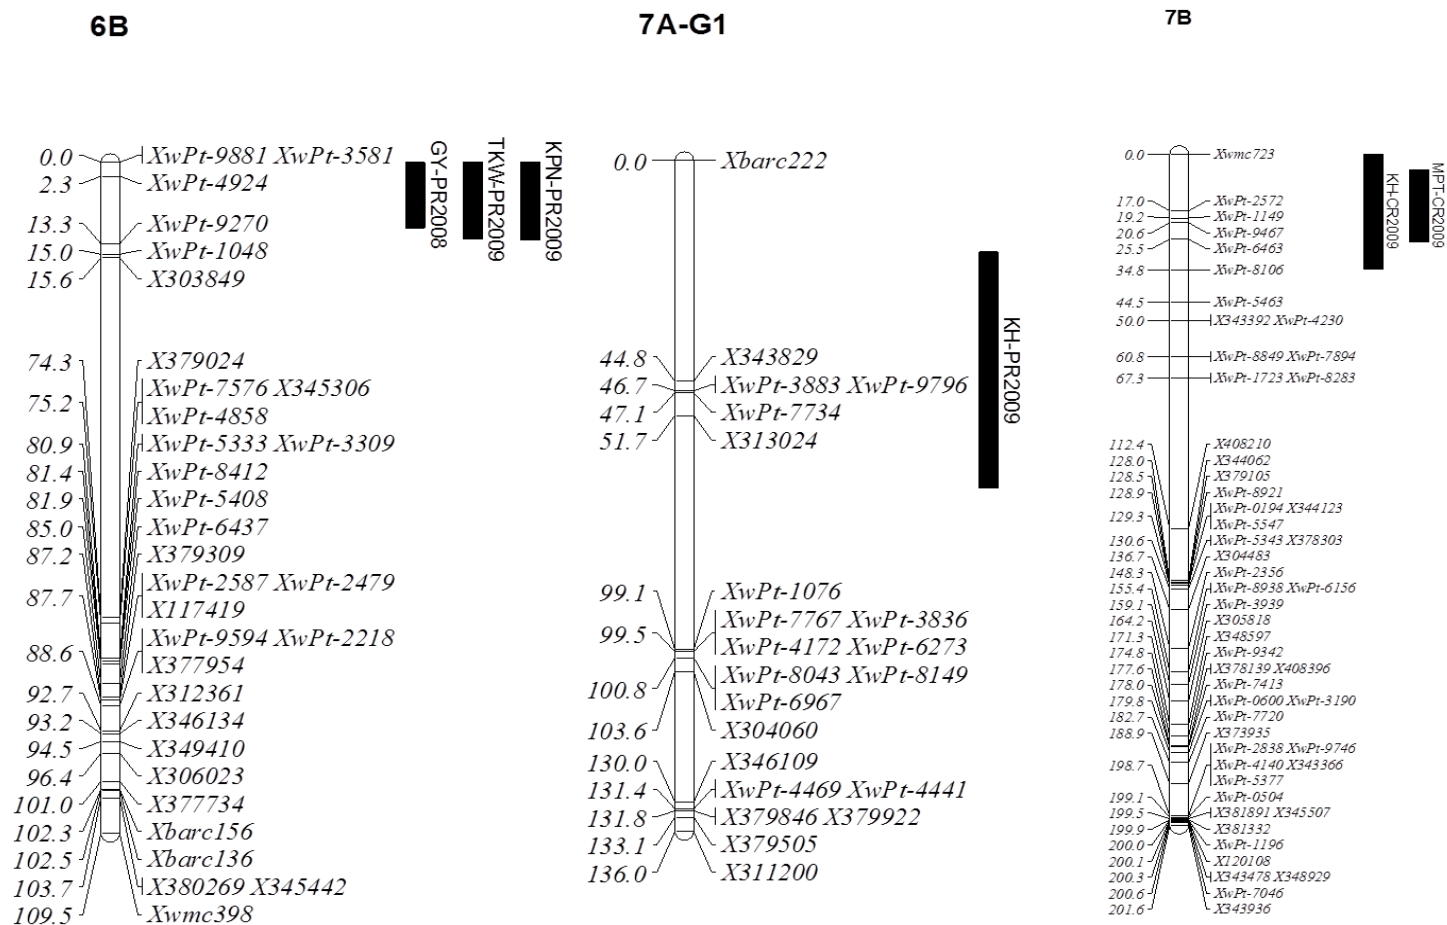 6B
0.0 XwPt-9881 XwPt-3581
2.3 XwPt-4924
13.3 XwPt-9270
15.0 XwPt-1048
15.6 X303849
74.3 X379024
75.2 XwPt-7576 X345306
XwPt-4858
80.9 XwPt-5333 XwPt-3309
81.4 XwPt-8412
81.9 XwPt-5408
85.0 XwPt-6437
87.2 X379309
87.7 XwPt-2587 XwPt-2479
X117419
88.6 XwPt-9594 XwPt-2218
X377954
92.7 X312361
93.2 X346134
94.5 X349410
96.4 X306023
101.0 X377734
102.3 Xbarc156
102.5 Xbarc136
103.7 X380269 X345442
109.5 Xwmc398
GY-PR2008
TKW-PR2009
KPN-PR2009
7A-G1
0.0 Xbarc222
44.8 X343829
46.7 XwPt-3883 XwPt-9796
47.1 XwPt-7734
51.7 X313024
99.1 XwPt-1076
99.5 XwPt-7767 XwPt-3836
XwPt-4172 XwPt-6273
100.8 XwPt-8043 XwPt-8149
XwPt-6967
103.6 X304060
130.0 X346109
131.4 XwPt-4469 XwPt-4441
131.8 X379846 X379922
133.1 X379505
136.0 X311200
KH-PR2009
7B
0.0 Xwmc723
17.0 XwPt-2572
19.2 XwPt-1149
20.6 XwPt-9467
25.5 XwPt-6463
34.8 XwPt-8106
44.5 XwPt-5463
50.0 X343392 XwPt-4230
60.8 XwPt-8849 XwPt-7894
67.3 XwPt-1723 XwPt-8283
112.4 X408210
128.0 X344062
128.5 X379105
128.9 XwPt-8921
129.3 XwPt-0194 X344123
XwPt-5547
130.6 XwPt-5343 X378303
136.7 X304483
148.3 XwPt-2356
155.4 XwPt-8938 XwPt-6156
159.1 XwPt-3939
164.2 X305818
171.3 X348597
174.8 XwPt-9342
177.6 X378139 X408396
178.0 XwPt-7413
179.8 XwPt-0600 XwPt-3190
182.7 XwPt-7720
188.9 X373935
198.7 XwPt-2838 XwPt-9746
XwPt-4140 X343366
XwPt-5377
199.1 XwPt-0504
199.5 X381891 X345507
199.9 X381332
200.0 XwPt-1196
200.1 X120108
200.3 X343478 X348929
200.6 XwPt-7046
201.6 X343936
KH-CR2009
MPT-CR2009